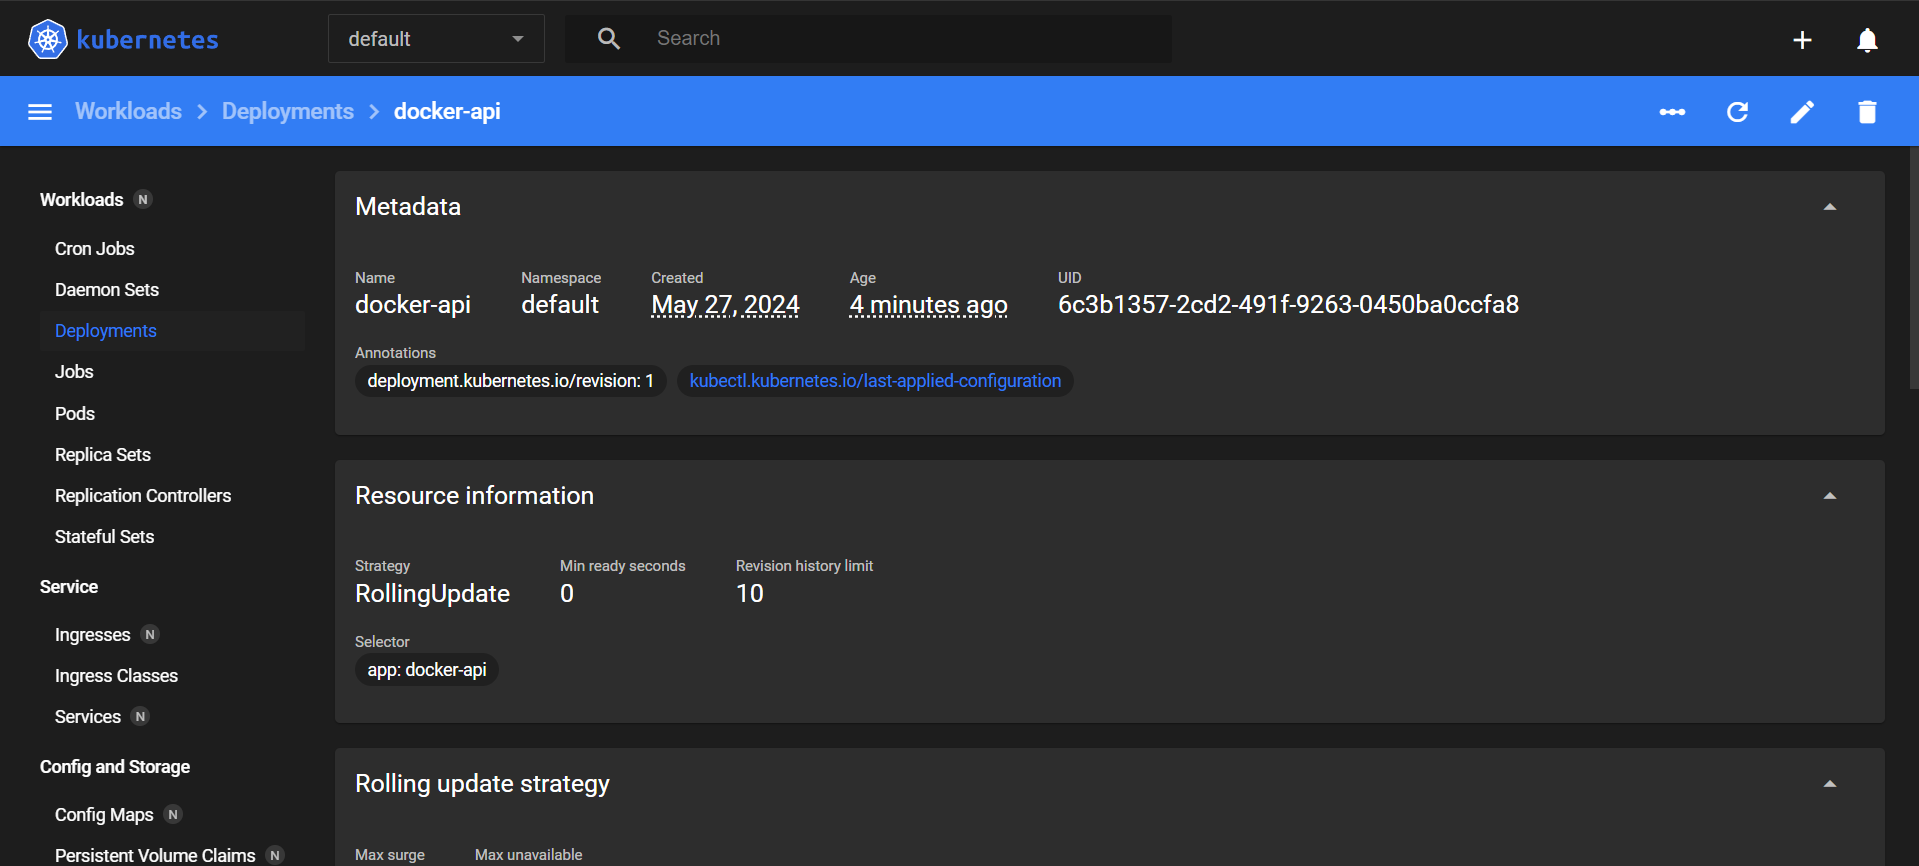 kubernetes
default
Search
Workloads
Deployments
docker-api
Workloads N
Cron Jobs
Daemon Sets
Deployments
Jobs
Pods
Replica Sets
Replication Controllers
Stateful Sets
Service
Ingresses N
Ingress Classes
Services N
Config and Storage
Config Maps N
Persistent Volume Claims N
Metadata
Name
docker-api
Namespace
default
Created
May 27, 2024
Age
4 minutes ago
UID
6c3b1357-2cd2-491f-9263-0450ba0ccfa8
Annotations
deployment.kubernetes.io/revision: 1
kubectl.kubernetes.io/last-applied-configuration
Resource information
Strategy
RollingUpdate
Min ready seconds
0
Revision history limit
10
Selector
app: docker-api
Rolling update strategy
Max surge
Max unavailable